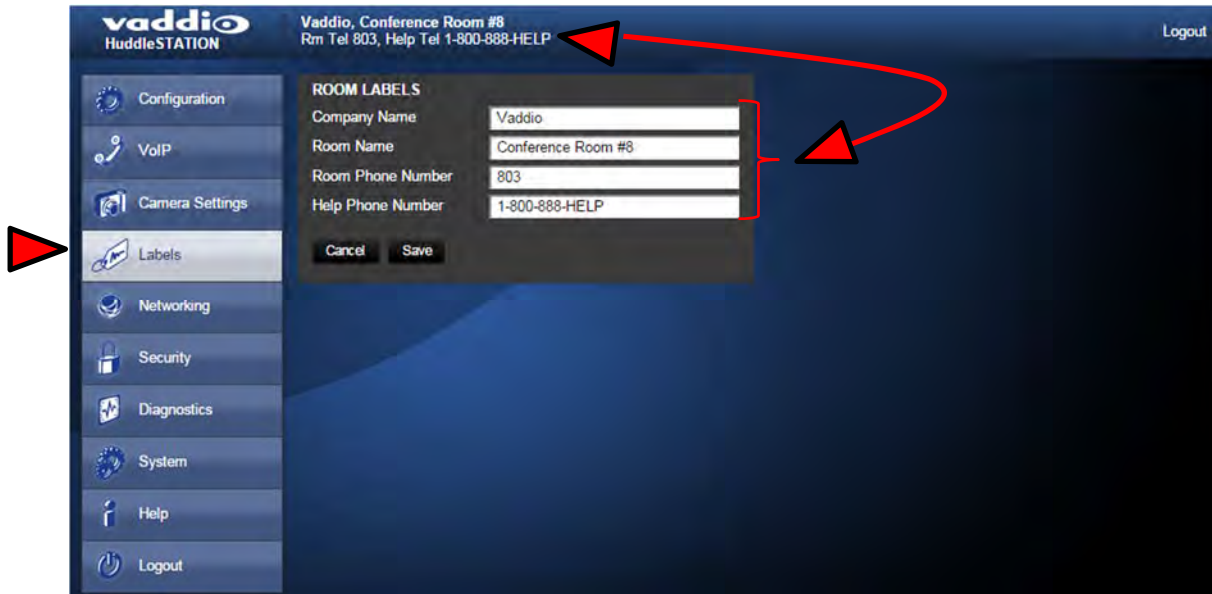 vaddio
HuddleSTATION
Vaddio, Conference Room #8
Rm Tel 803, Help Tel 1-800-888-HELP
Logout
Configuration
VoIP
Camera Settings
Labels
Networking
Security
Diagnostics
System
Help
Logout
ROOM LABELS
Company Name Vaddio
Room Name Conference Room #8
Room Phone Number 803
Help Phone Number 1-800-888-HELP
Cancel Save